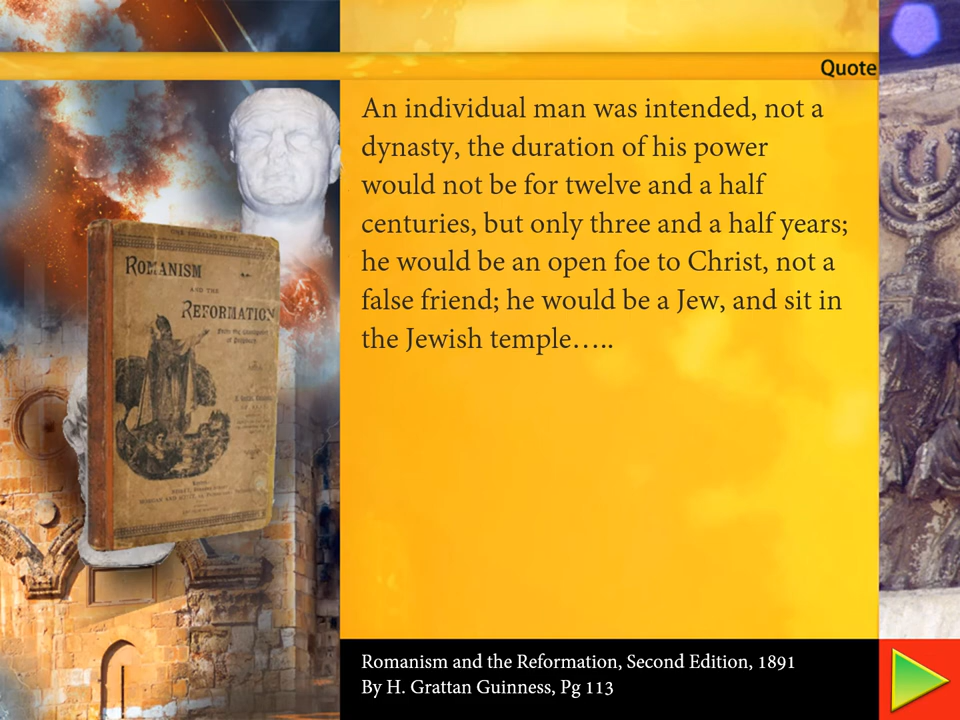 Quote
An individual man was intended, not a
dynasty, the duration of his power
would not be for twelve and a half
centuries, but only three and a half years;
he would be an open foe to Christ, not a
false friend; he would be a Jew, and sit in
the Jewish temple…..
ROMANISM
AND THE
REFORMATION
Romanism and the Reformation, Second Edition, 1891
By H. Grattan Guinness, Pg 113